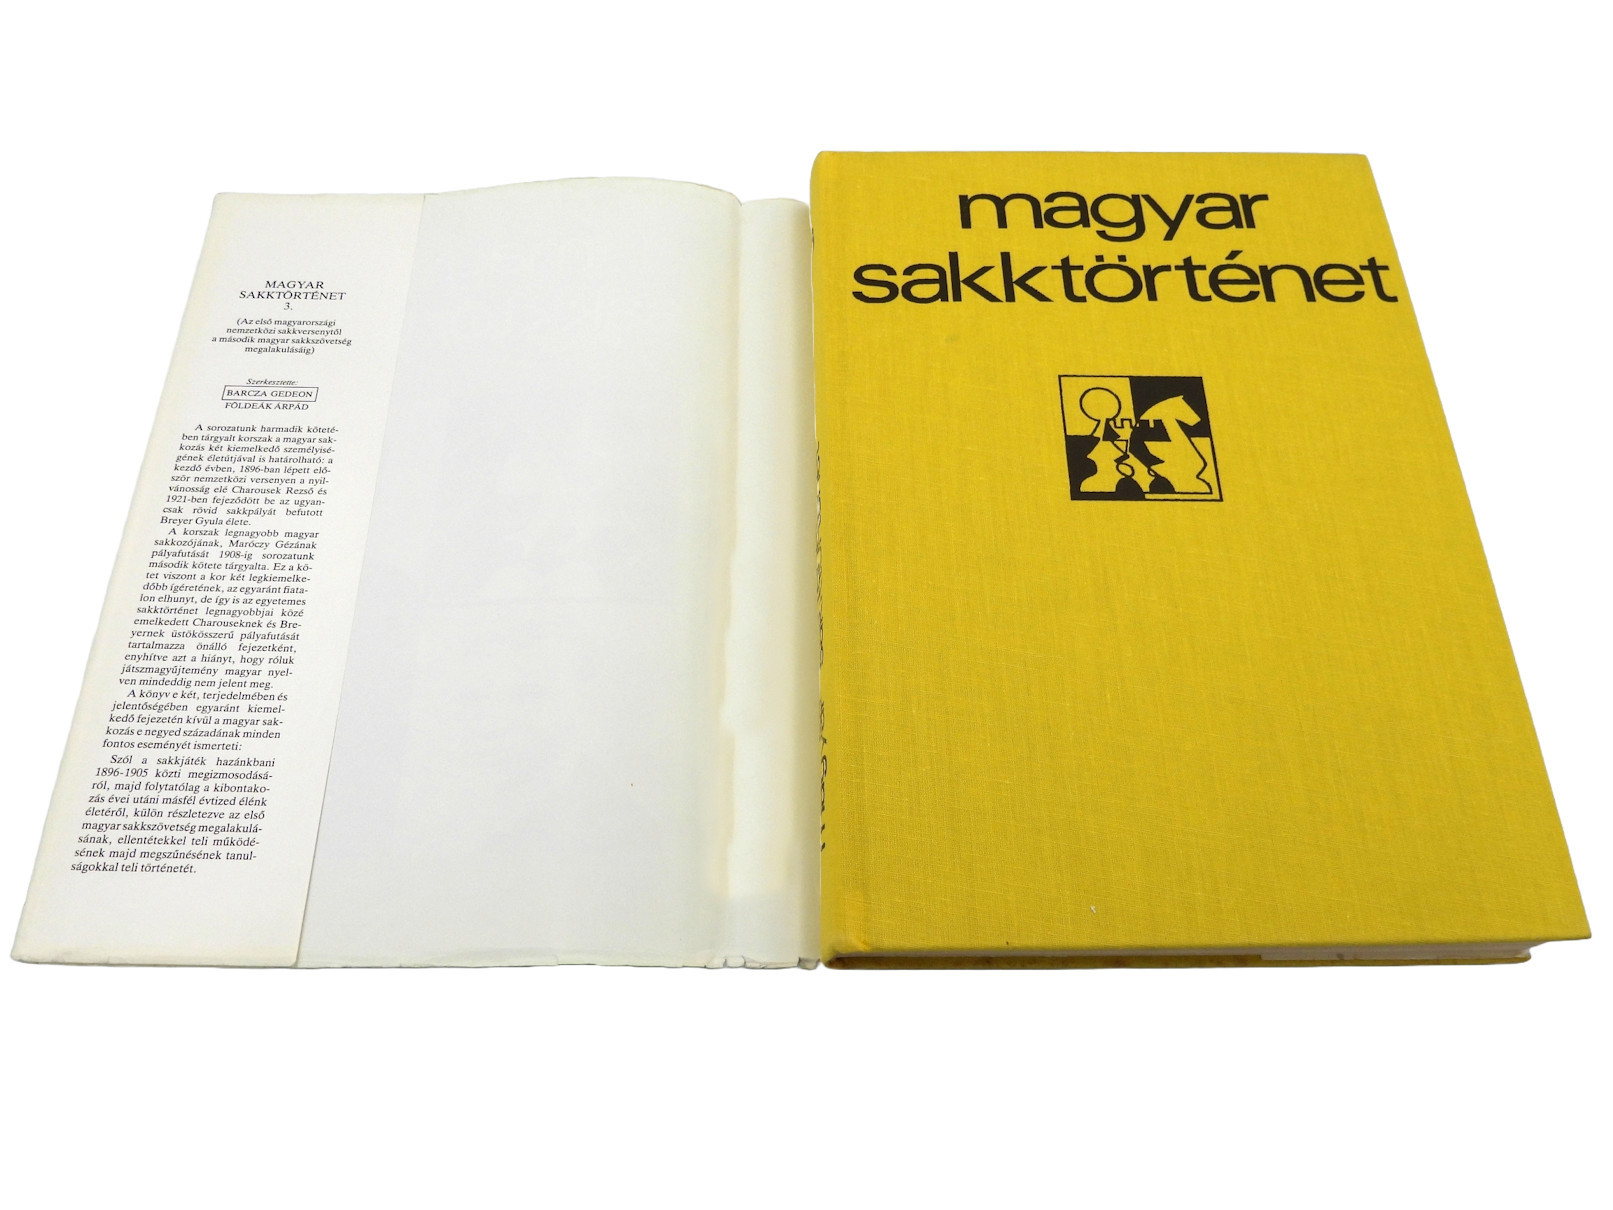 MAGYAR
SAKKTÖRTÉNET
3.
(Az első magyarországi
nemzetközi sakkversenytől
a második magyar sakkszövetség
megalakulásáig)
Szerkesztette:
BARCZA GEDEON
FÖLDEÁK ÁRPÁD
A sorozatunk harmadik köteté-
ben tárgyalt korszak a magyar sak-
kozás két kiemelkedő személyisé-
gének életútjával is határolható: a
kezdő évben, 1896-ban lépett elő-
ször nemzetközi versenyen a nyil-
vánosság elé Charousek Rezső és
1921-ben fejeződött be az ugyan-
csak rövid sakkpályát befutott
Breyer Gyula élete.
A korszak legnagyobb magyar
sakkozójának, Maróczy Gézának
pályafutását 1908-ig sorozatunk
második kötete tárgyalta. Ez a kö-
tet viszont a kor két legkiemelke-
dőbb ígéretének, az egyaránt fiata-
lon elhunyt, de így is az egyetemes
sakktörténet legnagyobbjai közé
emelkedett Charouseknek és Bre-
yernek üstökösszerű pályafutását
tartalmazza önálló fejezetként,
enyhítve azt a hiányt, hogy róluk
játszmagyűjtemény magyar nyel-
ven mindeddig nem jelent meg.
A könyv e két, terjedelmében és
jelentőségében egyaránt kiemel-
kedő fejezetén kívül a magyar sak-
kozás e negyed századának minden
fontos eseményét ismerteti:
Szól a sakkjáték hazánkbani
1896-1905 közti megizmosodásá-
ról, majd folytatólag a kibontako-
zás évei utáni másfél évtized élénk
életéről, külön részletezve az első
magyar sakkszövetség megalakulá-
sának, ellentétekkel teli működé-
sének majd megszűnésének tanul-
ságokkal teli történetét.
magyar
sakktörténet